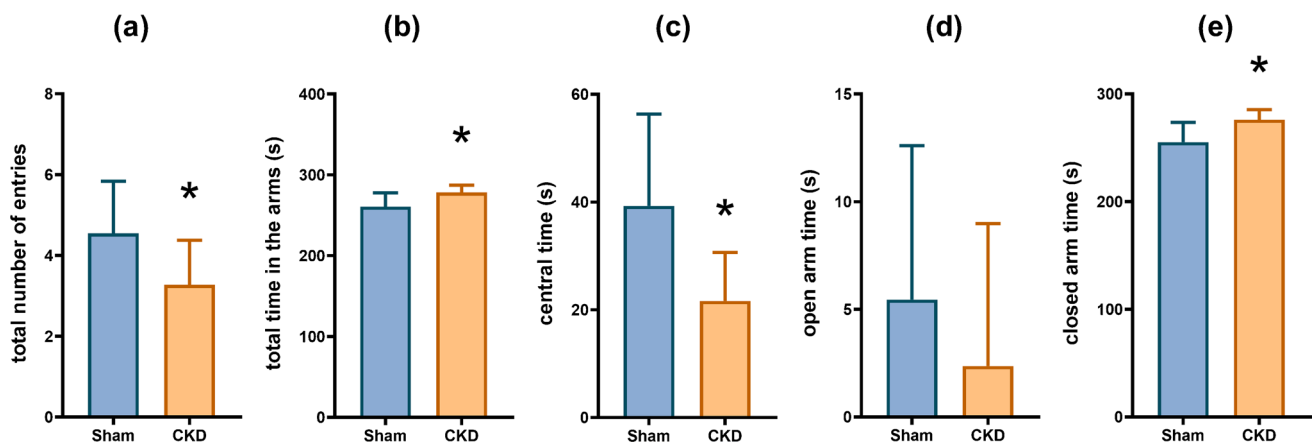 (a)
total number of entries
8
6
4
2
0
*
Sham CKD
(b)
total time in the arms (s)
400
300
200
100
0
*
Sham CKD
(c)
central time (s)
60
40
20
0
*
Sham CKD
(d)
open arm time (s)
15
10
5
0
Sham CKD
(e)
closed arm time (s)
300
200
100
0
*
Sham CKD